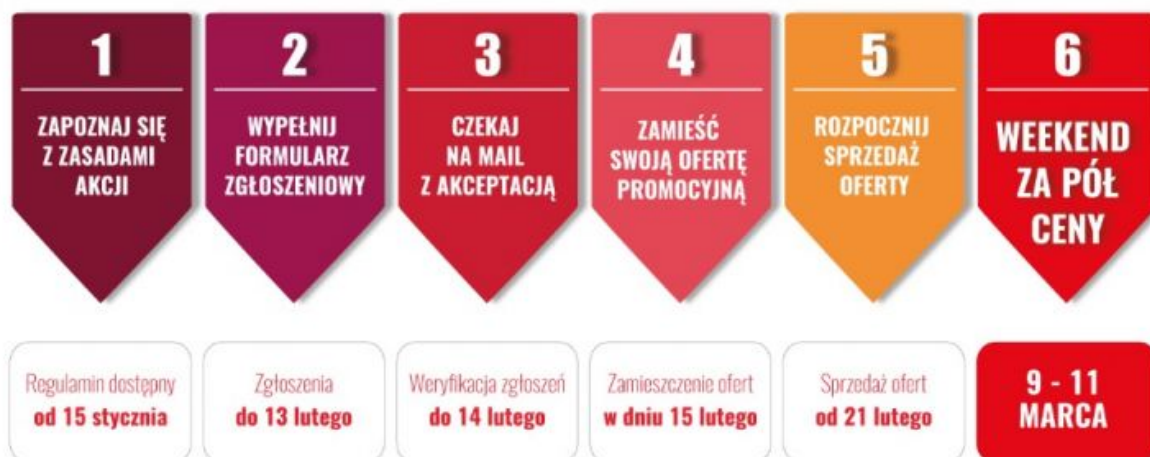 1
ZAPOZNAJ SIĘ
Z ZASADAMI
AKCJI
2
WYPEŁNIJ
FORMULARZ
ZGŁOSZENIOWY
3
CZEKAJ
NA MAIL
Z AKCEPTACJĄ
4
ZAMIEŚĆ
SWOJĄ OFERTĘ
PROMOCYJNĄ
5
ROZPOCZNIJ
SPRZEDAŻ
OFERTY
6
WEEKEND
ZA PÓŁ
CENY
Regulamin dostępny
od 15 stycznia
Zgłoszenia
do 13 lutego
Weryfikacja zgłoszeń
do 14 lutego
Zamieszczenie ofert
w dniu 15 lutego
Sprzedaż ofert
od 21 lutego
9 - 11
MARCA